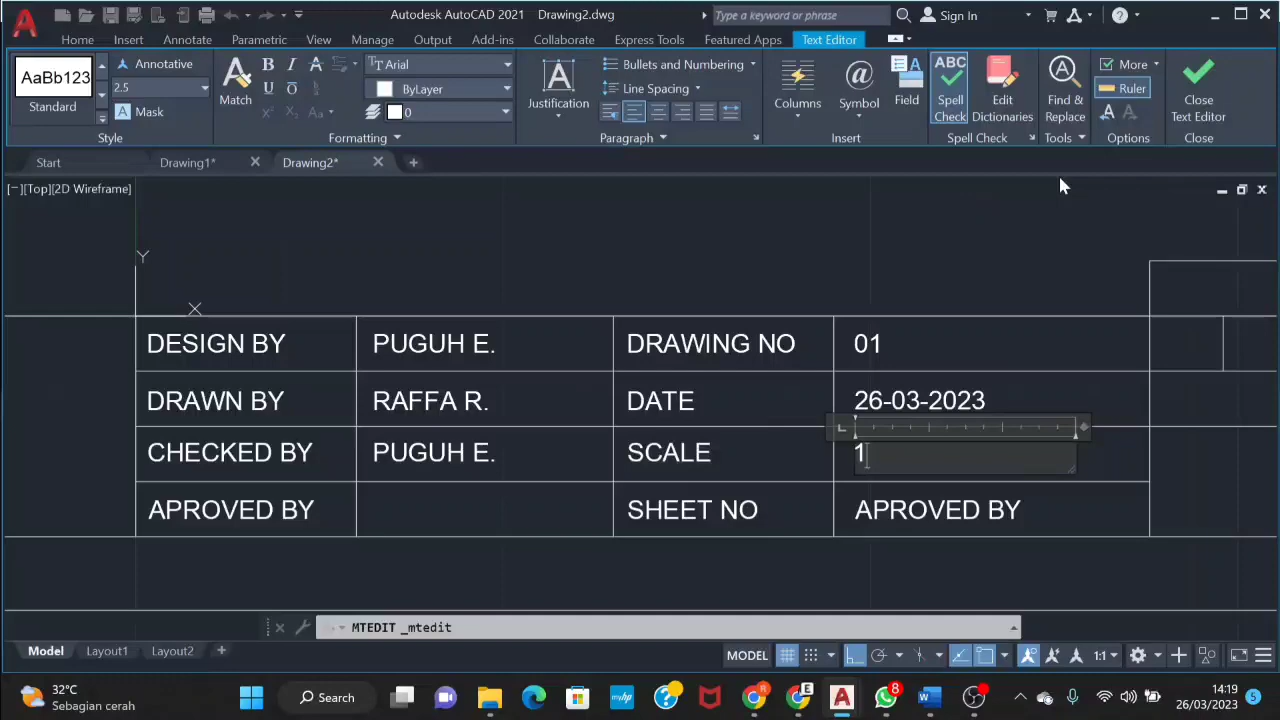 Autodesk AutoCAD 2021 Drawing2.dwg
Type a keyword or phrase
Sign In
Home Insert Annotate Parametric View Manage Output Add-ins Collaborate Express Tools Featured Apps Text Editor
AaBb123
Standard
Annotative
2.5
Mask
Style
Match
Arial
ByLayer
0
Formatting
Justification
Bullets and Numbering
Line Spacing
Paragraph
Columns
Symbol
Field
Insert
ABC
Spell
Check
Edit
Dictionaries
Spell Check
Find &
Replace
Tools
More
Ruler
Options
Close
Text Editor
Close
Start Drawing1* Drawing2*
[−][Top][2D Wireframe]
Y
X
DESIGN BY PUGUH E. DRAWING NO 01
DRAWN BY RAFFA R. DATE 26-03-2023
CHECKED BY PUGUH E. SCALE 1
APROVED BY SHEET NO APROVED BY
MTEDIT _mtedit
Model Layout1 Layout2
MODEL 1:1
32°C
Sebagian cerah
Search
myhp
R
E
A
8
W
14:19
26/03/2023
5